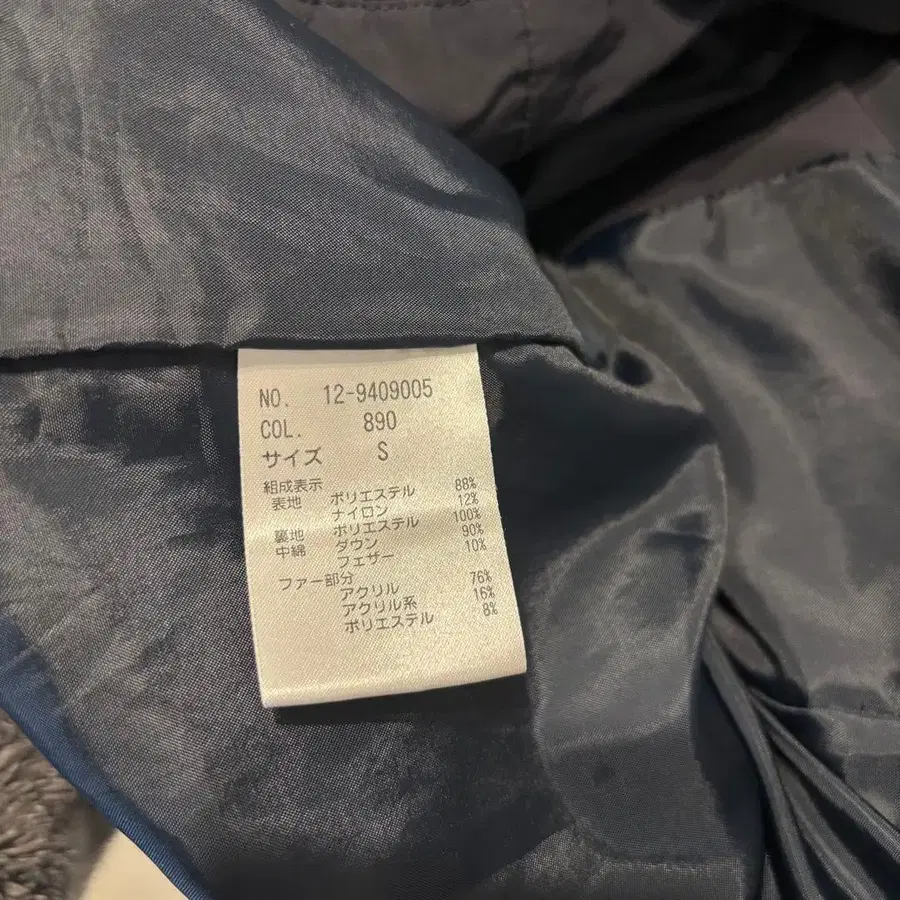 NO. 12-9409005
COL. 890
サイズ S
組成表示
表地 ポリエステル 88%
ナイロン 12%
裏地 ポリエステル 100%
中綿 ダウン 90%
フェザー 10%
ファー部分
アクリル 76%
アクリル系 16%
ポリエステル 8%